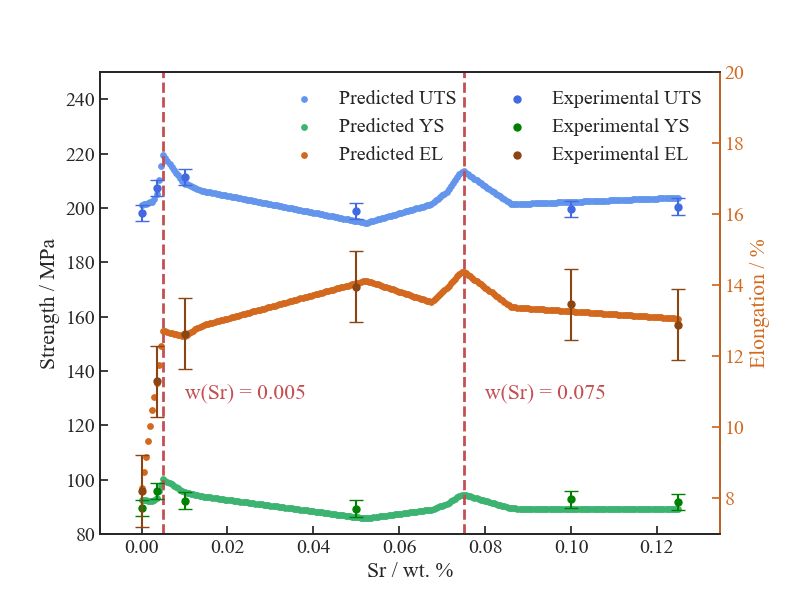 Predicted UTS
Predicted YS
Predicted EL
Experimental UTS
Experimental YS
Experimental EL
Strength / MPa
240
220
200
180
160
140
120
100
80
w(Sr) = 0.005
w(Sr) = 0.075
20
18
16
14
12
10
8
Elongation / %
0.00 0.02 0.04 0.06 0.08 0.10 0.12
Sr / wt. %